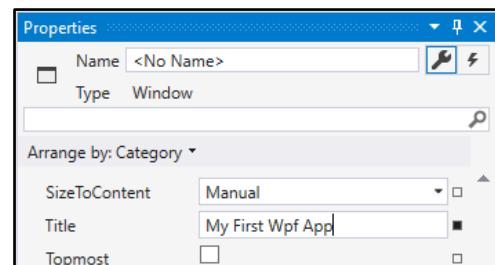 Properties
Name <No Name>
Type Window
Arrange by: Category
SizeToContent Manual
Title My First Wpf App
Topmost